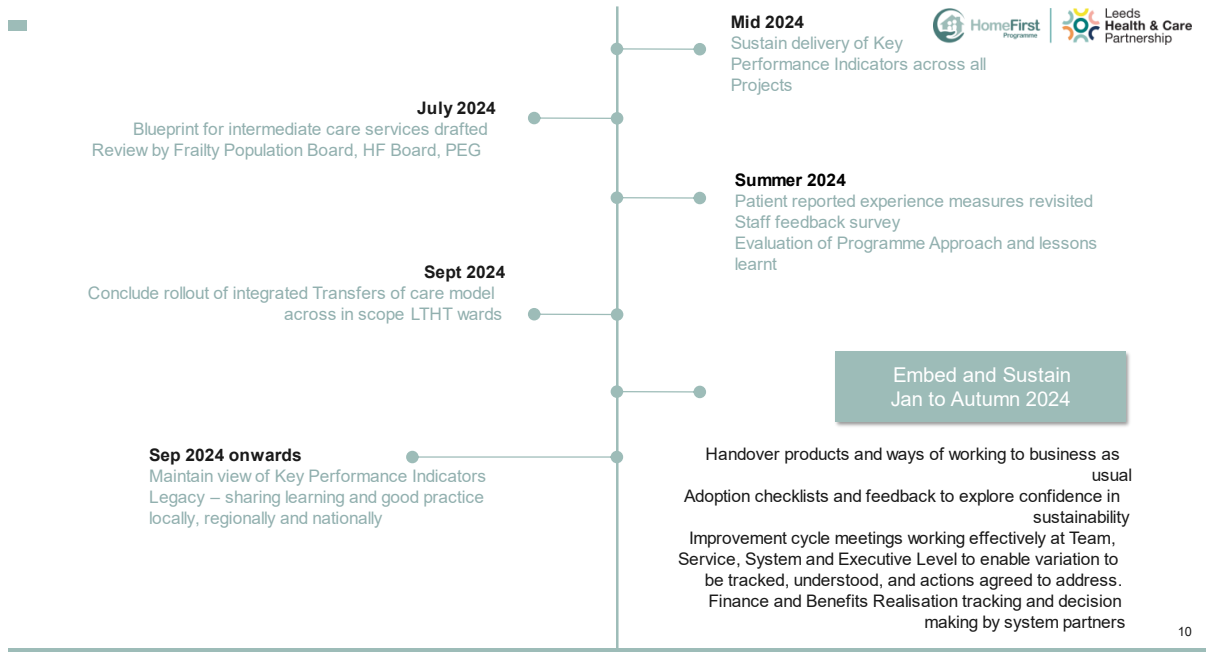 Mid 2024
Sustain delivery of Key
Performance Indicators across all
Projects
HomeFirst
Programme
Leeds
Health & Care
Partnership
July 2024
Blueprint for intermediate care services drafted
Review by Frailty Population Board, HF Board, PEG
Summer 2024
Patient reported experience measures revisited
Staff feedback survey
Evaluation of Programme Approach and lessons
learnt
Sept 2024
Conclude rollout of integrated Transfers of care model
across in scope LTHT wards
Embed and Sustain
Jan to Autumn 2024
Sep 2024 onwards
Maintain view of Key Performance Indicators
Legacy – sharing learning and good practice
locally, regionally and nationally
Handover products and ways of working to business as
usual
Adoption checklists and feedback to explore confidence in
sustainability
Improvement cycle meetings working effectively at Team,
Service, System and Executive Level to enable variation to
be tracked, understood, and actions agreed to address.
Finance and Benefits Realisation tracking and decision
making by system partners
10